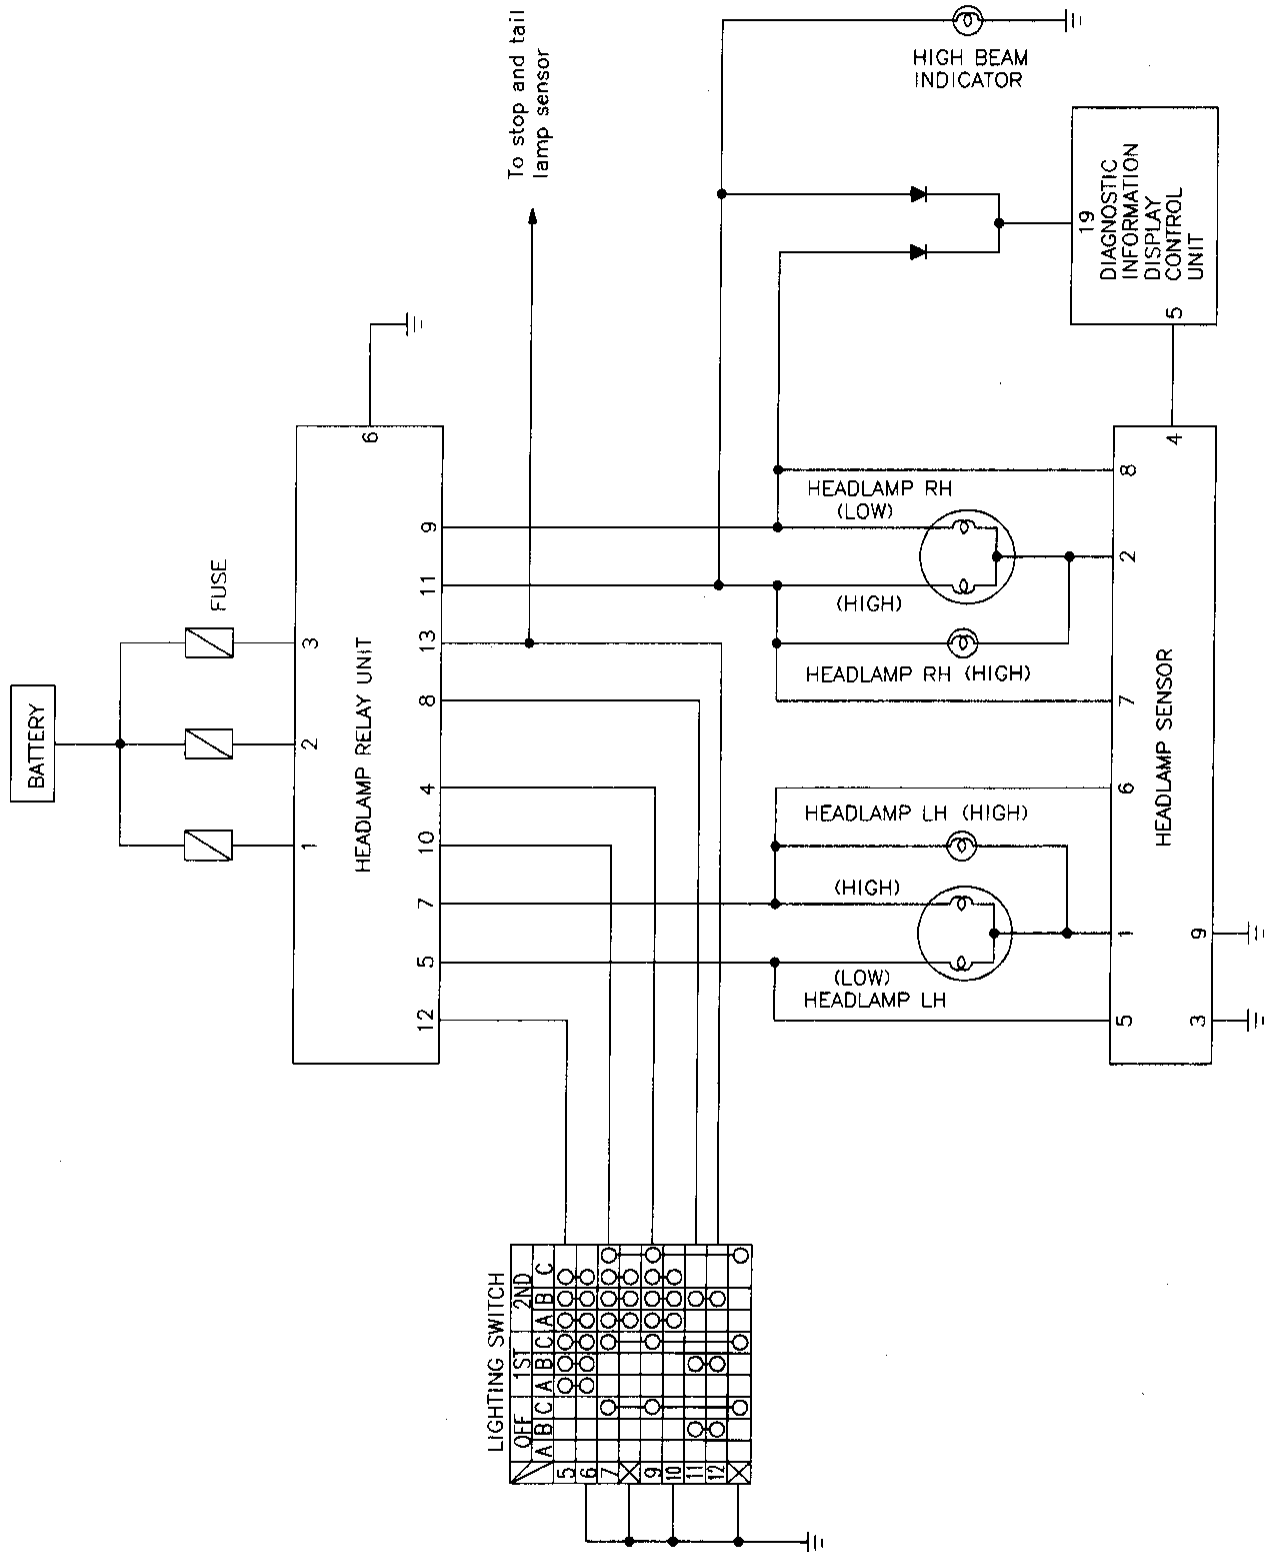 BATTERY
FUSE
1
2
3
HEADLAMP RELAY UNIT
6
12
5
7
10
4
8
13
11
9
To stop and tail
lamp sensor
HIGH BEAM
INDICATOR
19
DIAGNOSTIC
INFORMATION
DISPLAY
CONTROL
UNIT
5
HEADLAMP RH
(LOW)
(HIGH)
HEADLAMP RH (HIGH)
HEADLAMP LH (HIGH)
(HIGH)
(LOW)
HEADLAMP LH
5
1
6
7
2
8
HEADLAMP SENSOR
3
9
4
LIGHTING SWITCH
OFF 1ST 2ND
A B C A B C A B C
5
6
7
9
10
11
12